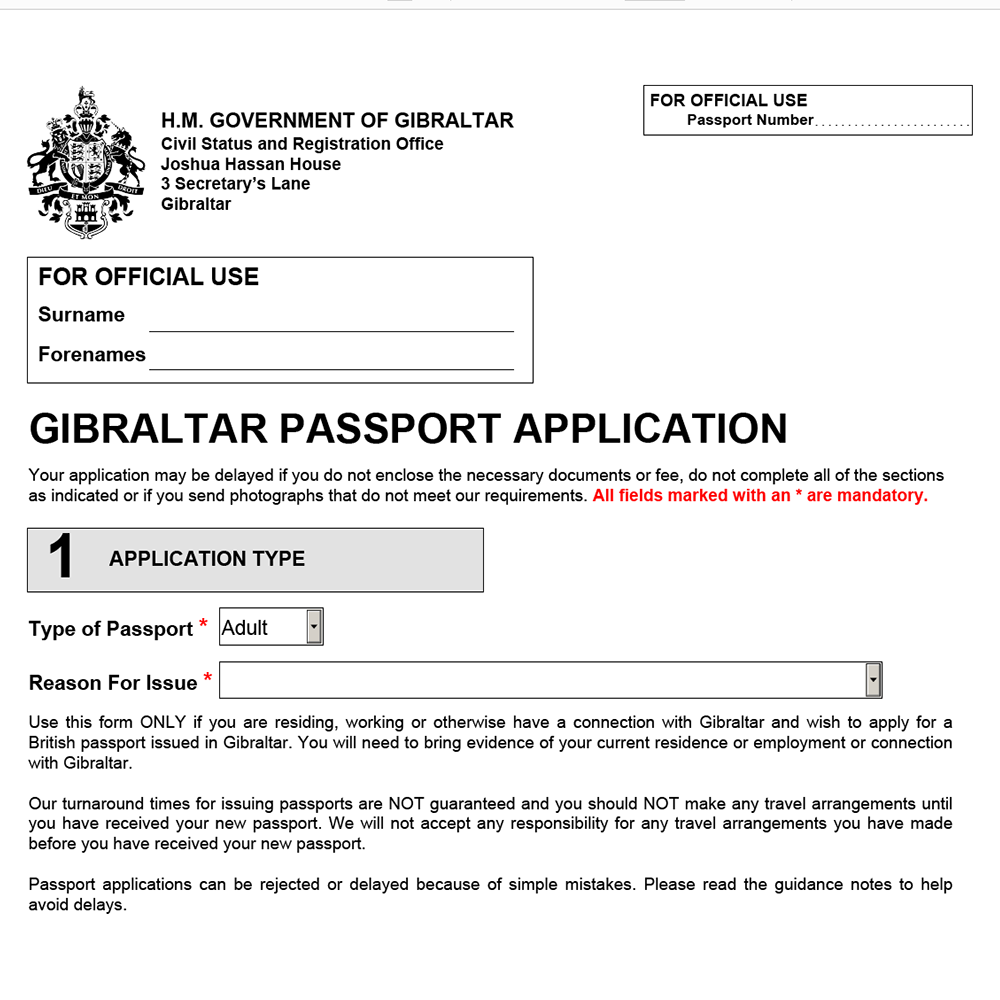 H.M. GOVERNMENT OF GIBRALTAR
Civil Status and Registration Office
Joshua Hassan House
3 Secretary’s Lane
Gibraltar
FOR OFFICIAL USE
Passport Number........................
DIEU ET MON DROIT
FOR OFFICIAL USE
Surname
Forenames
GIBRALTAR PASSPORT APPLICATION
Your application may be delayed if you do not enclose the necessary documents or fee, do not complete all of the sections
as indicated or if you send photographs that do not meet our requirements. All fields marked with an * are mandatory.
1 APPLICATION TYPE
Type of Passport * Adult
Reason For Issue *
Use this form ONLY if you are residing, working or otherwise have a connection with Gibraltar and wish to apply for a
British passport issued in Gibraltar. You will need to bring evidence of your current residence or employment or connection
with Gibraltar.
Our turnaround times for issuing passports are NOT guaranteed and you should NOT make any travel arrangements until
you have received your new passport. We will not accept any responsibility for any travel arrangements you have made
before you have received your new passport.
Passport applications can be rejected or delayed because of simple mistakes. Please read the guidance notes to help
avoid delays.